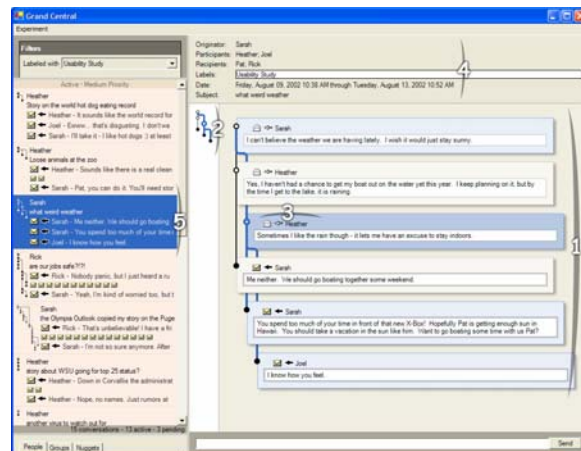 Grand Central
Experiment
Filters
Labeled with Usability Study
Active - Medium Priority
Heather
Story on the world hot dog eating record
Heather - It sounds like the world record for
Joel - Ewww... that's disgusting. I don't wa
Sarah - I'll take it - I like hot dogs :) at least
Heather
Loose animals at the zoo
Heather - Sounds like there is a real clean
Sarah - Pat, you can do it. You'll need stor
Sarah
what weird weather
Sarah - Me neither. We should go boating
Sarah - You spend too much of your time i
Joel - I know how you feel.
Rick
are our jobs safe?!?!
Rick - Nobody panic, but I just heard a ru
Sarah - Yeah, I'm kind of worried too, but t
Sarah
the Olympia Outlook copied my story on the Puge
Rick - That's unbelievable! I have a fri
Sarah - I'm not so sure anymore. After
Heather
story about WSU going for top 25 status?
Heather - Down in Corvallie the administrat
Heather - Nope, no names. Just rumors at
Heather
another virus to watch out for
15 conversations - 13 active - 3 pending
People Groups Nuggets
Originator: Sarah
Participants: Heather, Joel
Recipients: Pat, Rick
Labels: Usability Study
Date: Friday, August 09, 2002 10:38 AM through Tuesday, August 13, 2002 10:52 AM
Subject: what weird weather
4
2
Sarah
I can't believe the weather we are having lately. I wish it would just stay sunny.
Heather
Yes, I haven't had a chance to get my boat out on the water yet this year. I keep planning on it, but by
the time I get to the lake, it is raining.
3
Heather
Sometimes I like the rain though - it lets me have an excuse to stay indoors.
5
1
Sarah
Me neither. We should go boating together some weekend.
Sarah
You spend too much of your time in front of that new X-Box! Hopefully Pat is getting enough sun in
Hawaii. You should take a vacation in the sun like him. Want to go boating some time with us Pat?
Joel
I know how you feel.
Send